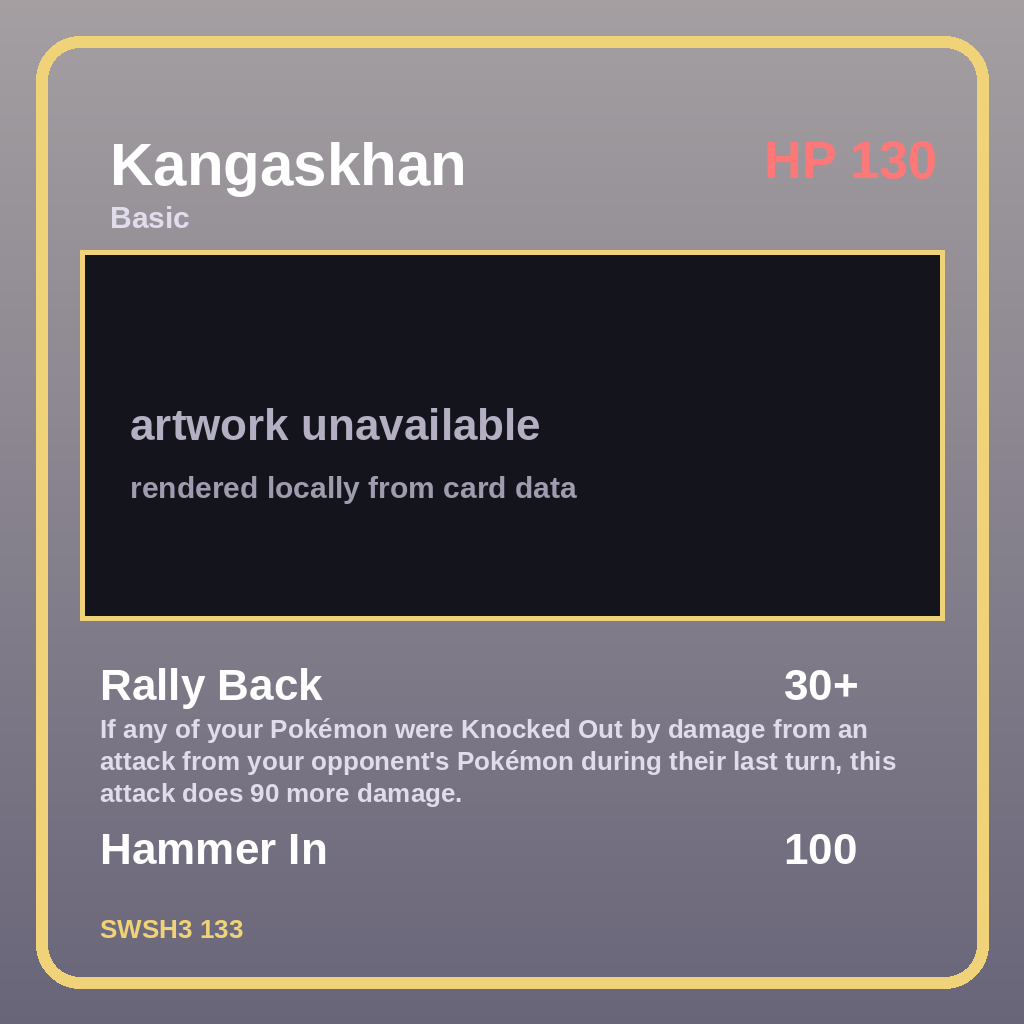 Kangaskhan
HP 130
Basic
artwork unavailable
rendered locally from card data
Rally Back
30+
If any of your Pokémon were Knocked Out by damage from an
attack from your opponent's Pokémon during their last turn, this
attack does 90 more damage.
Hammer In
100
SWSH3 133